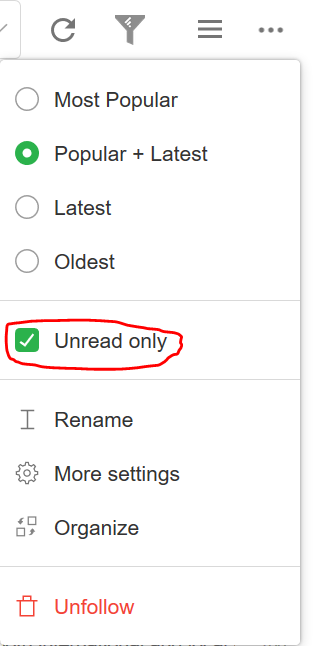 Most Popular
Popular + Latest
Latest
Oldest
Unread only
Rename
More settings
Organize
Unfollow